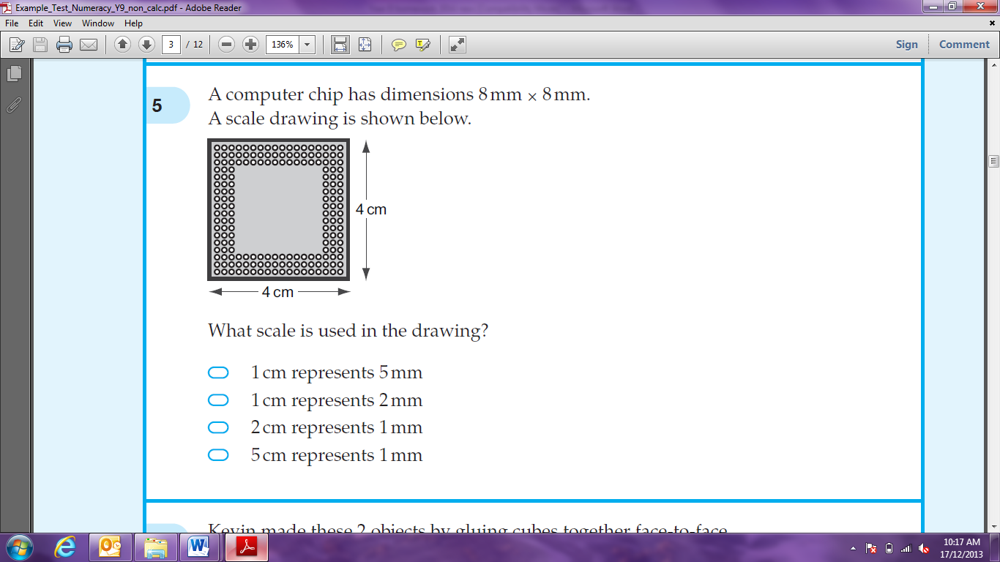 Example_Test_Numeracy_Y9_non_calc.pdf - Adobe Reader
File Edit View Window Help
3 / 12 136% Sign Comment
5
A computer chip has dimensions 8 mm × 8 mm.
A scale drawing is shown below.
4 cm
4 cm
What scale is used in the drawing?
1 cm represents 5 mm
1 cm represents 2 mm
2 cm represents 1 mm
5 cm represents 1 mm
Kevin made these 2 objects by gluing cubes together face-to-face
10:17 AM
17/12/2013